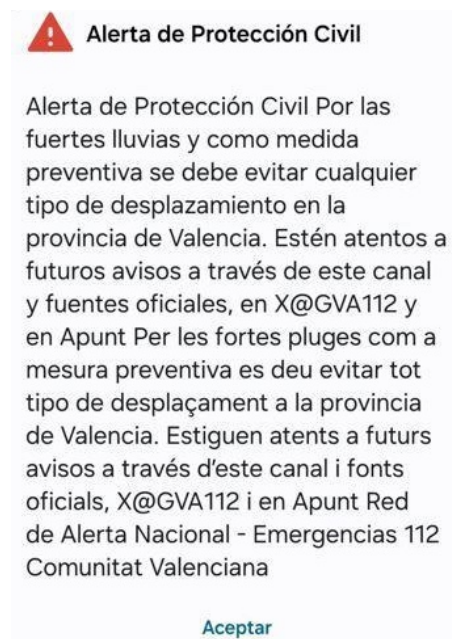 Alerta de Protección Civil
Alerta de Protección Civil Por las
fuertes lluvias y como medida
preventiva se debe evitar cualquier
tipo de desplazamiento en la
provincia de Valencia. Estén atentos a
futuros avisos a través de este canal
y fuentes oficiales, en X@GVA112 y
en Apunt Per les fortes pluges com a
mesura preventiva es deu evitar tot
tipo de desplaçament a la provincia
de Valencia. Estiguen atents a futurs
avisos a través d'este canal i fonts
oficials, X@GVA112 i en Apunt Red
de Alerta Nacional - Emergencias 112
Comunitat Valenciana
Aceptar